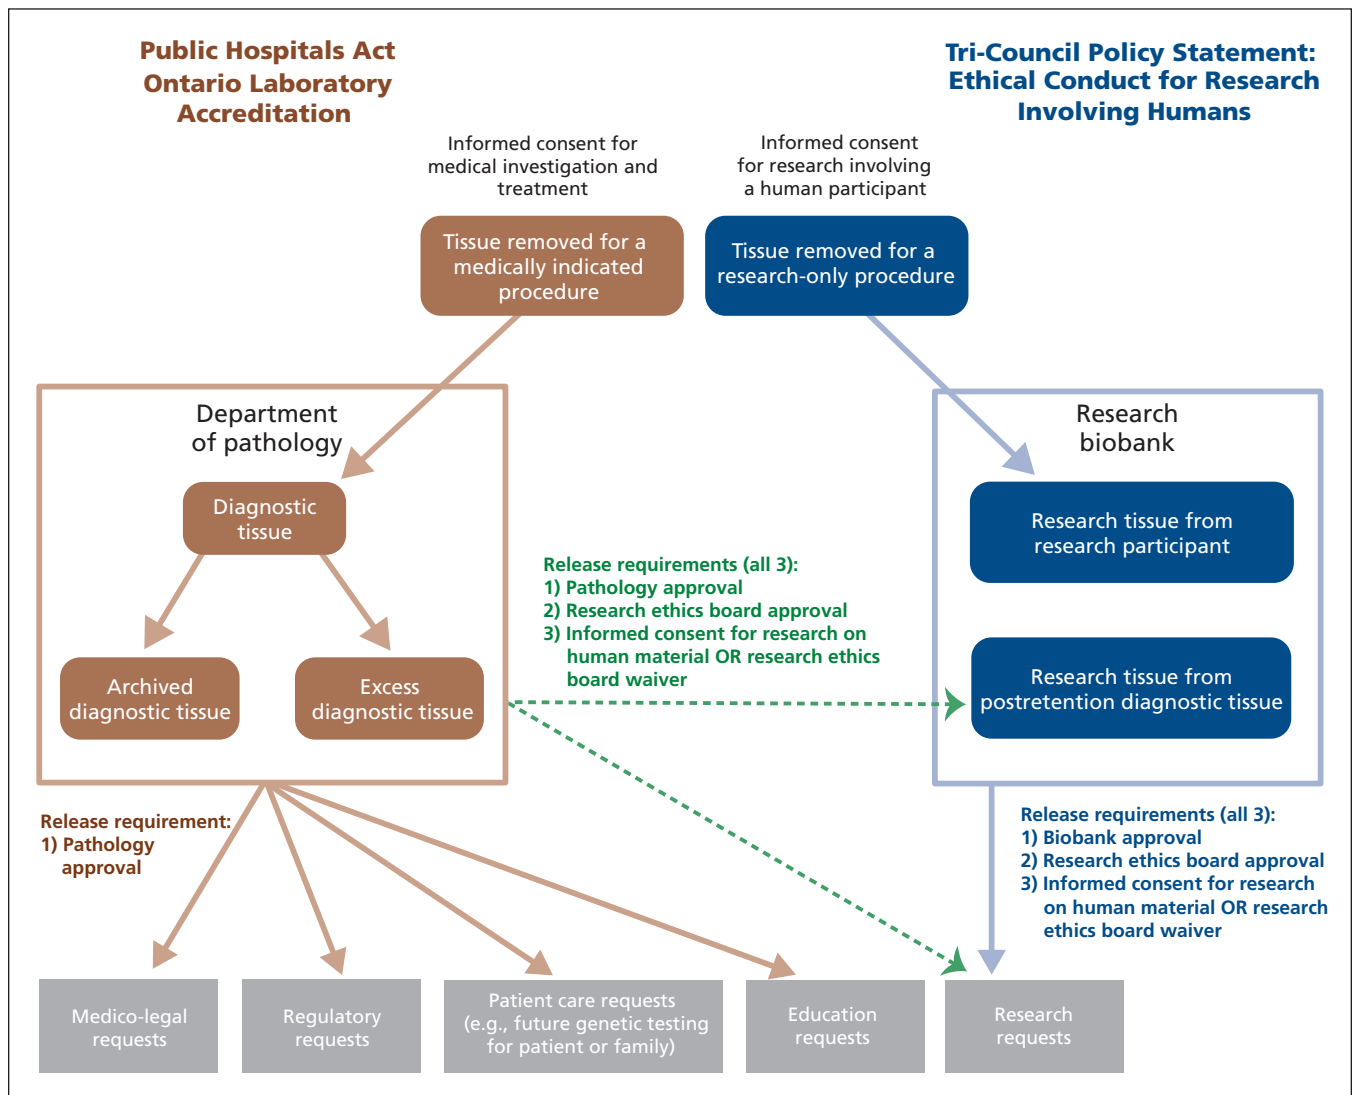 Public Hospitals Act
Ontario Laboratory
Accreditation
Tri-Council Policy Statement:
Ethical Conduct for Research
Involving Humans
Informed consent for
medical investigation and
treatment
Informed consent
for research involving
a human participant
Tissue removed for a
medically indicated
procedure
Tissue removed for a
research-only procedure
Department
of pathology
Diagnostic
tissue
Archived
diagnostic tissue
Excess
diagnostic tissue
Release requirements (all 3):
1) Pathology approval
2) Research ethics board approval
3) Informed consent for research on
human material OR research ethics
board waiver
Research
biobank
Research tissue from
research participant
Research tissue from
postretention diagnostic tissue
Release requirement:
1) Pathology
approval
Release requirements (all 3):
1) Biobank approval
2) Research ethics board approval
3) Informed consent for research
on human material OR research
ethics board waiver
Medico-legal
requests
Regulatory
requests
Patient care requests
(e.g., future genetic testing
for patient or family)
Education
requests
Research
requests